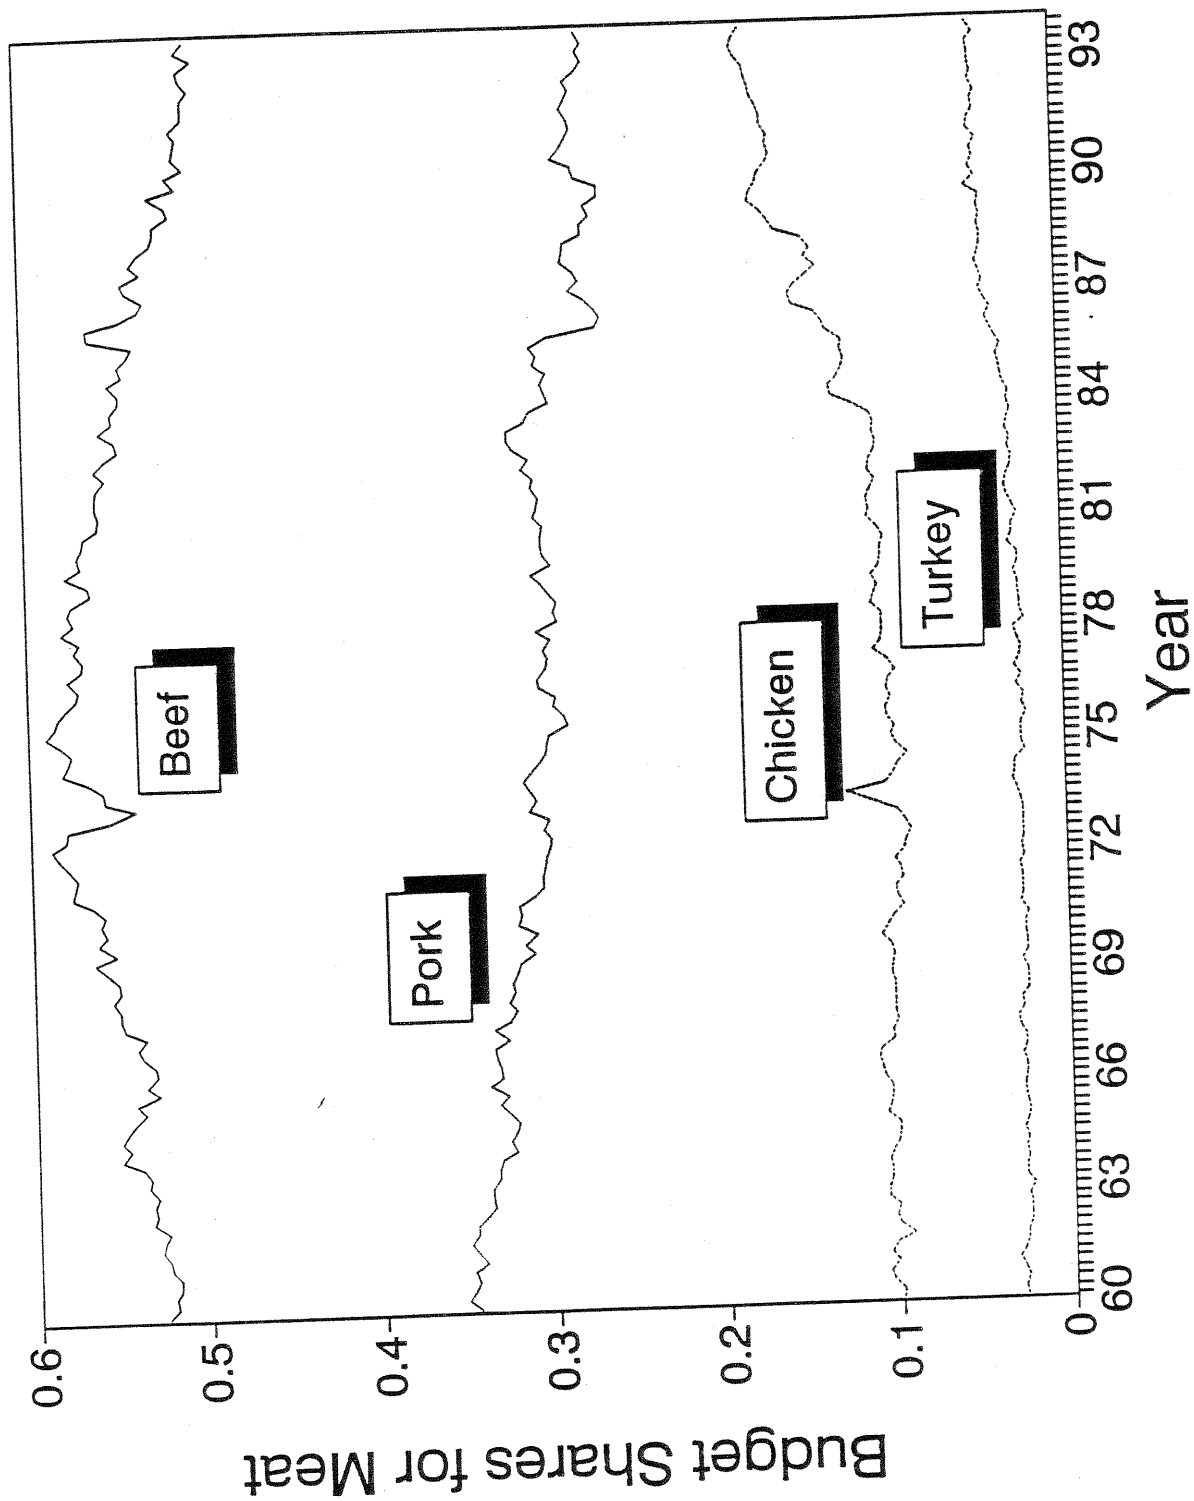 Budget Shares for Meat
0.6
0.5
0.4
0.3
0.2
0.1
0
Beef
Pork
Chicken
Turkey
60 63 66 69 72 75 78 81 84 87 90 93
Year